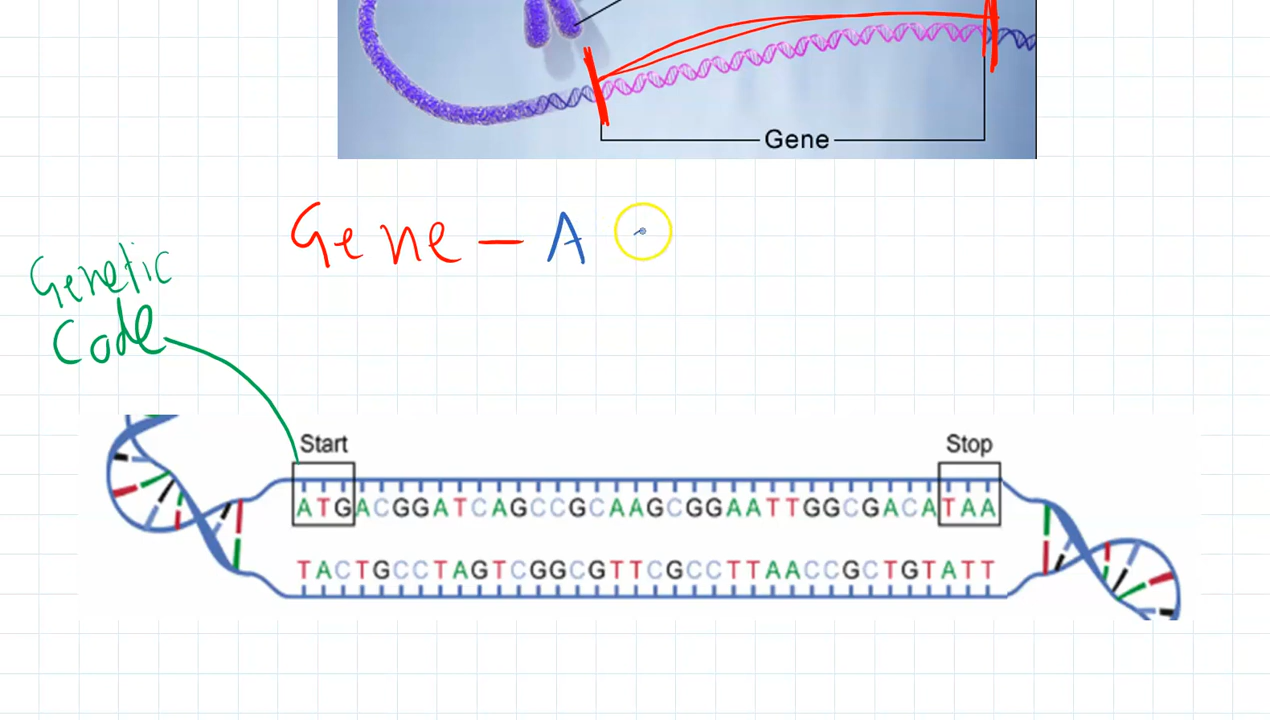 Gene
Gene - A
Genetic
Code
Start Stop
ATGACGGATCAGCCGCAAGCGGAATTGGCGACATAA
TACTGCCTAGTCGGCGTTCGCCTTAACCGCTGTATT